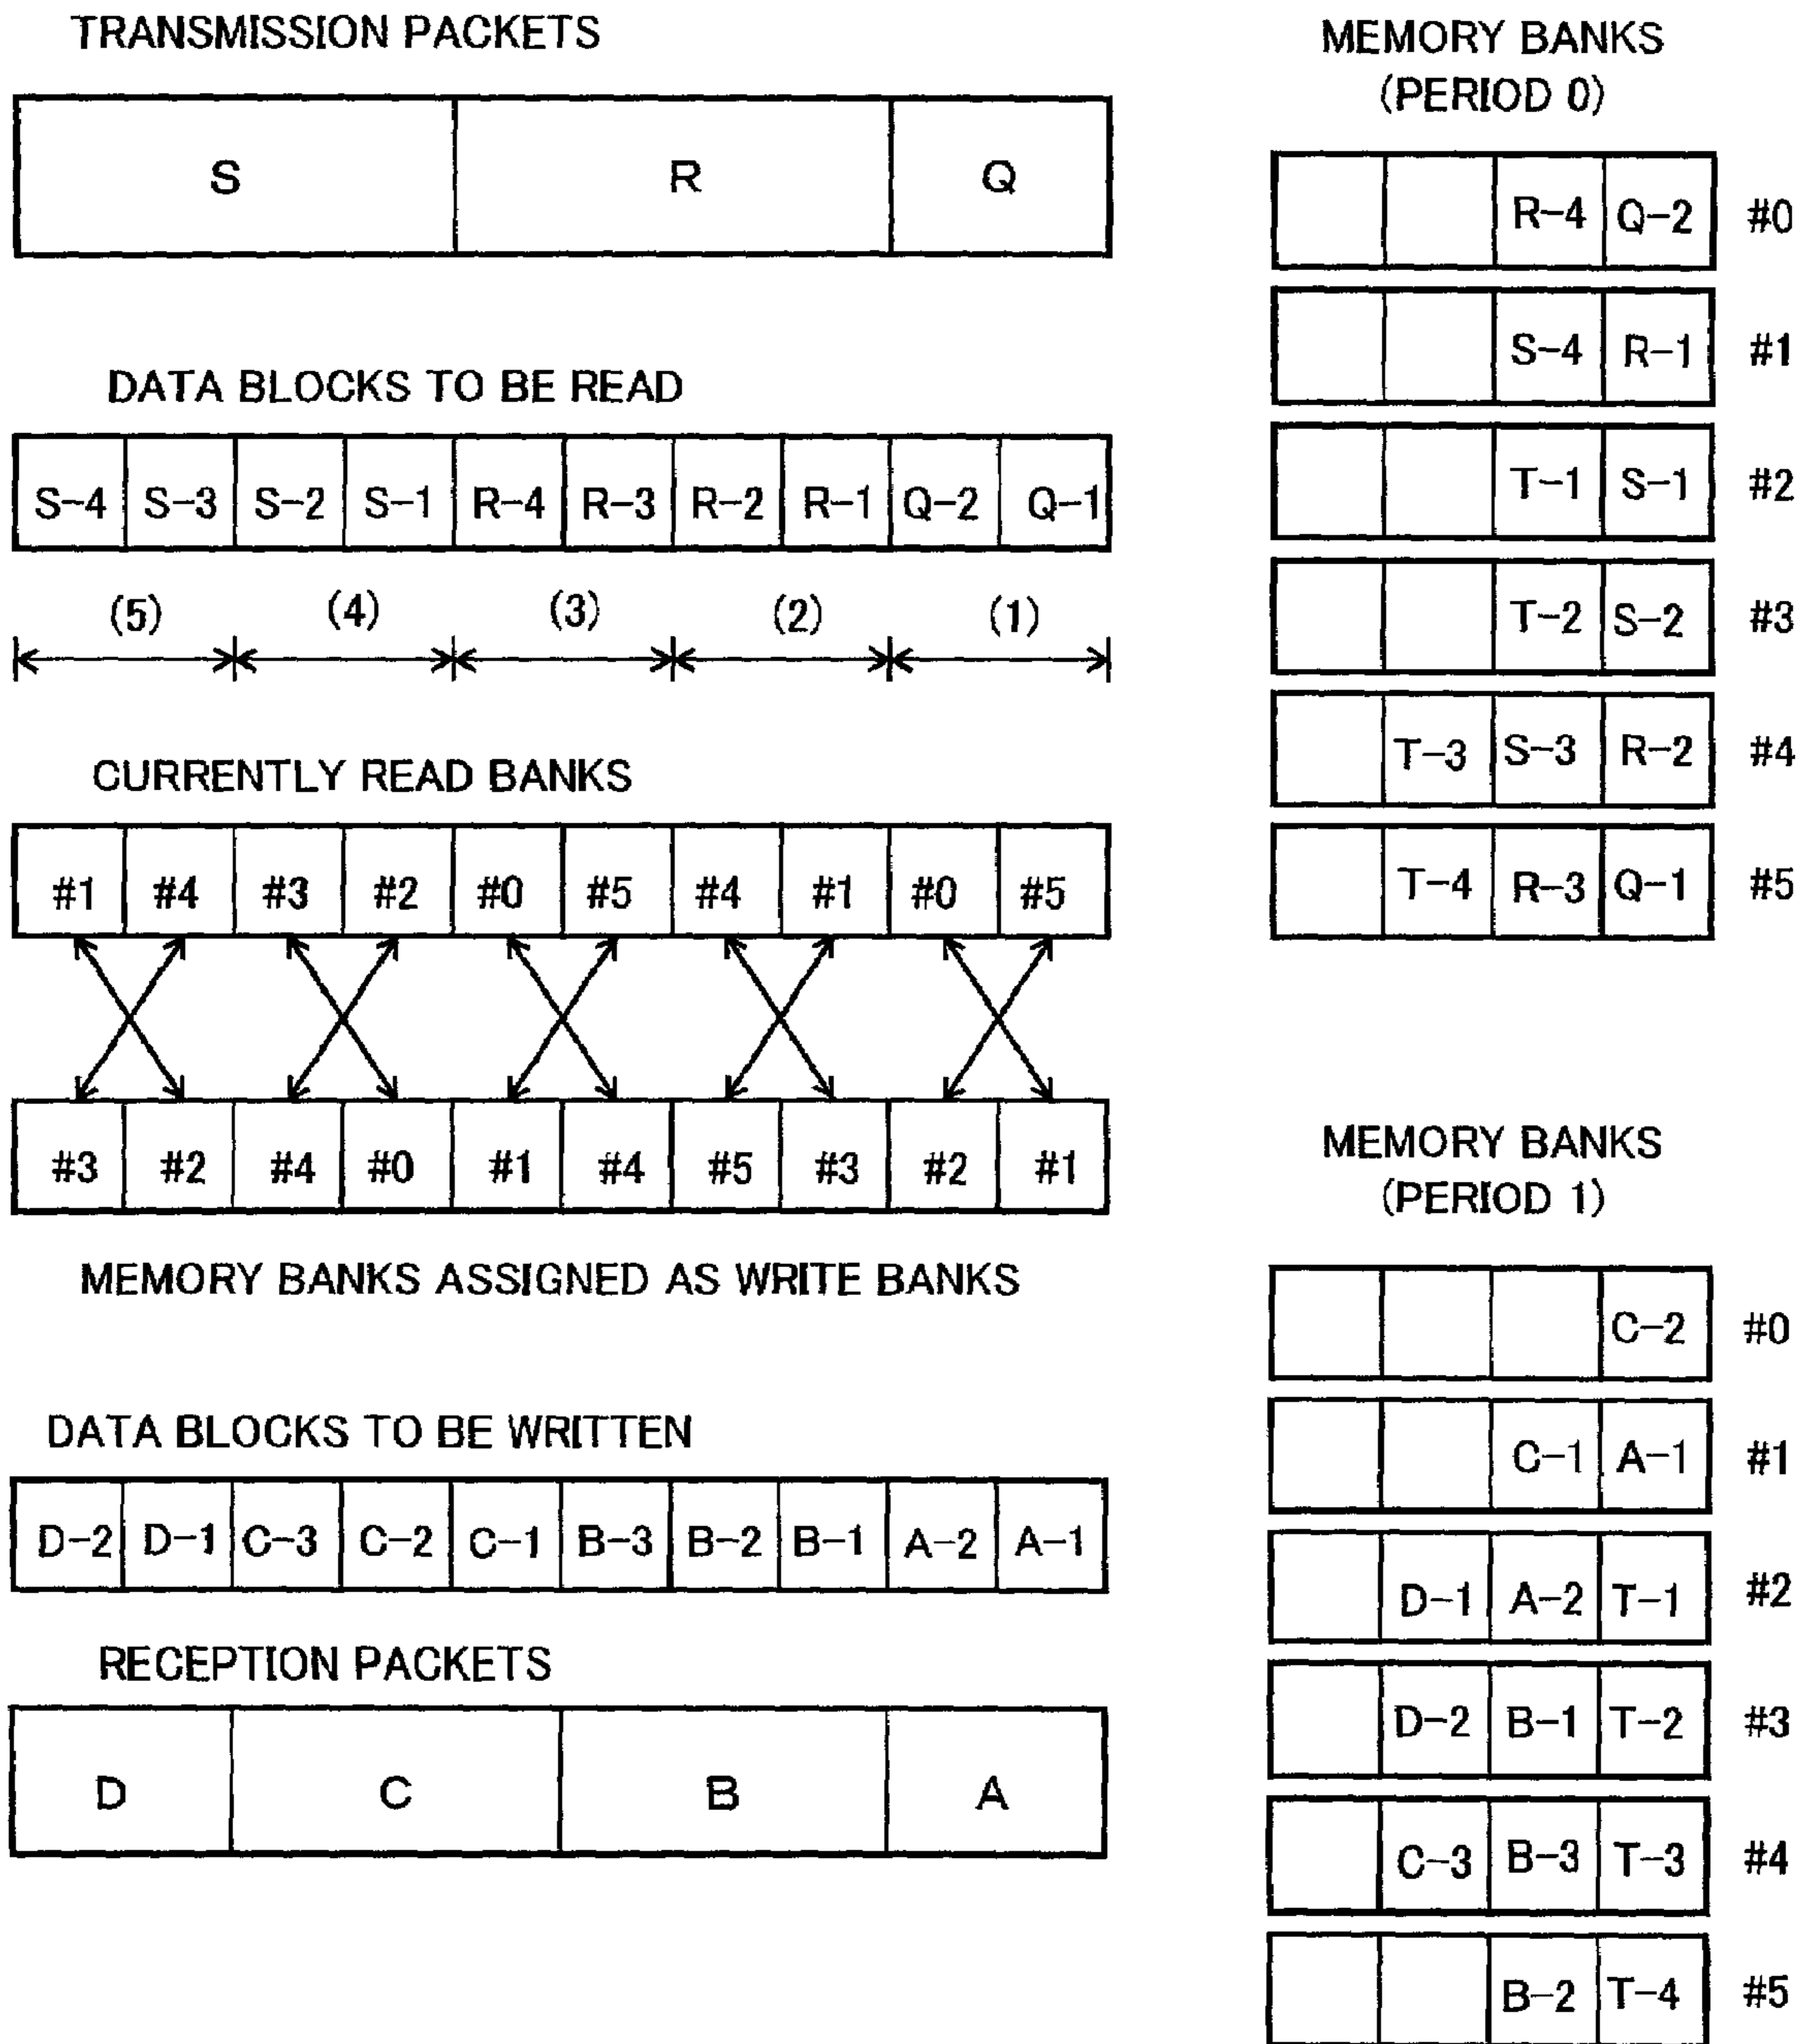 TRANSMISSION PACKETS
S R Q
DATA BLOCKS TO BE READ
S-4 S-3 S-2 S-1 R-4 R-3 R-2 R-1 Q-2 Q-1
(5) (4) (3) (2) (1)
CURRENTLY READ BANKS
#1 #4 #3 #2 #0 #5 #4 #1 #0 #5
#3 #2 #4 #0 #1 #4 #5 #3 #2 #1
MEMORY BANKS ASSIGNED AS WRITE BANKS
DATA BLOCKS TO BE WRITTEN
D-2 D-1 C-3 C-2 C-1 B-3 B-2 B-1 A-2 A-1
RECEPTION PACKETS
D C B A
MEMORY BANKS
(PERIOD 0)
R-4 Q-2 #0
S-4 R-1 #1
T-1 S-1 #2
T-2 S-2 #3
T-3 S-3 R-2 #4
T-4 R-3 Q-1 #5
MEMORY BANKS
(PERIOD 1)
C-2 #0
C-1 A-1 #1
D-1 A-2 T-1 #2
D-2 B-1 T-2 #3
C-3 B-3 T-3 #4
B-2 T-4 #5